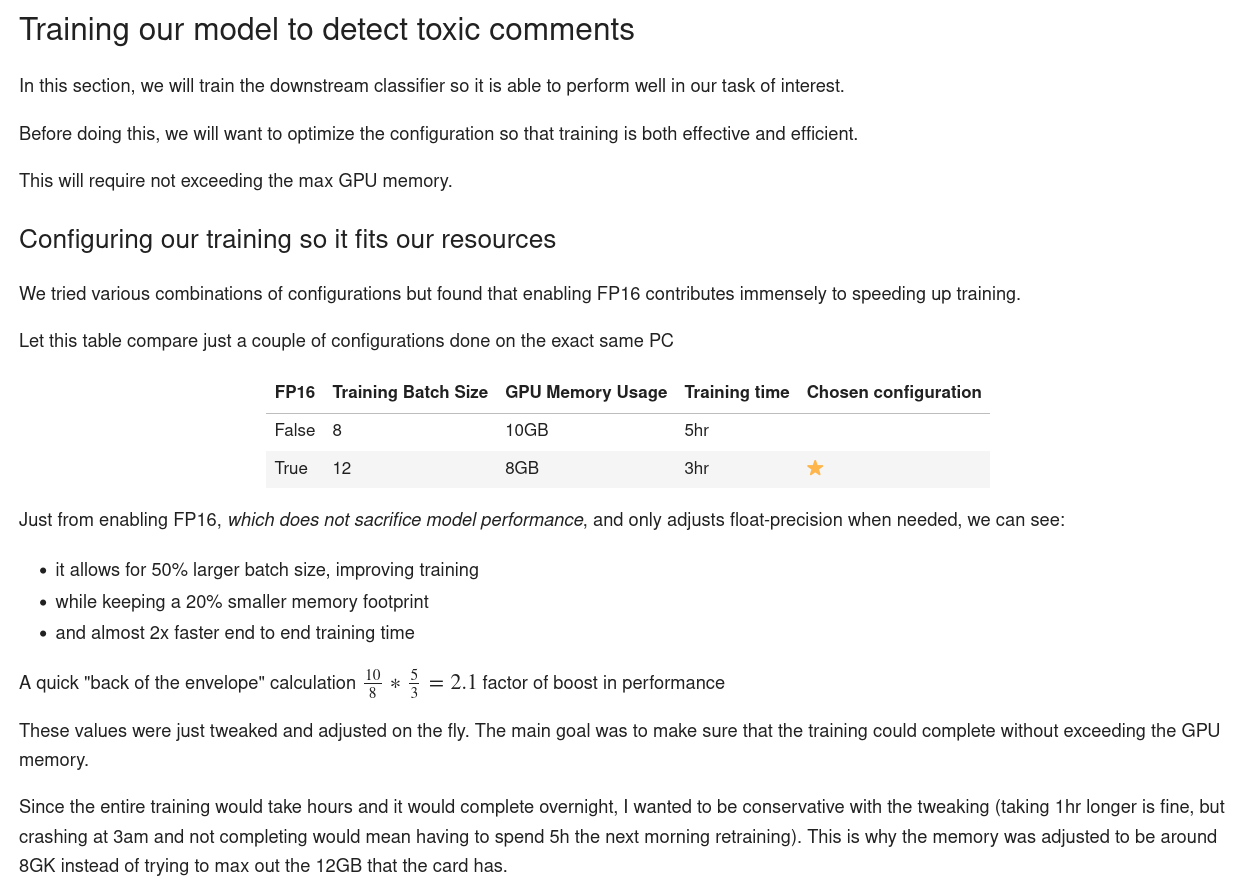 Training our model to detect toxic comments
In this section, we will train the downstream classifier so it is able to perform well in our task of interest.
Before doing this, we will want to optimize the configuration so that training is both effective and efficient.
This will require not exceeding the max GPU memory.
Configuring our training so it fits our resources
We tried various combinations of configurations but found that enabling FP16 contributes immensely to speeding up training.
Let this table compare just a couple of configurations done on the exact same PC
FP16 Training Batch Size GPU Memory Usage Training time Chosen configuration
False 8 10GB 5hr
True 12 8GB 3hr ⭐
Just from enabling FP16, which does not sacrifice model performance, and only adjusts float-precision when needed, we can see:
• it allows for 50% larger batch size, improving training
• while keeping a 20% smaller memory footprint
• and almost 2x faster end to end training time
A quick "back of the envelope" calculation 10/8 * 5/3 = 2.1 factor of boost in performance
These values were just tweaked and adjusted on the fly. The main goal was to make sure that the training could complete without exceeding the GPU
memory.
Since the entire training would take hours and it would complete overnight, I wanted to be conservative with the tweaking (taking 1hr longer is fine, but
crashing at 3am and not completing would mean having to spend 5h the next morning retraining). This is why the memory was adjusted to be around
8GK instead of trying to max out the 12GB that the card has.